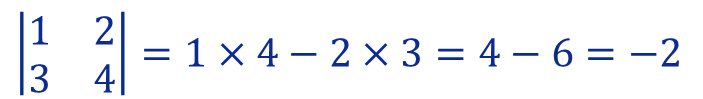 |1 2|
|3 4| = 1 × 4 − 2 × 3 = 4 − 6 = −2